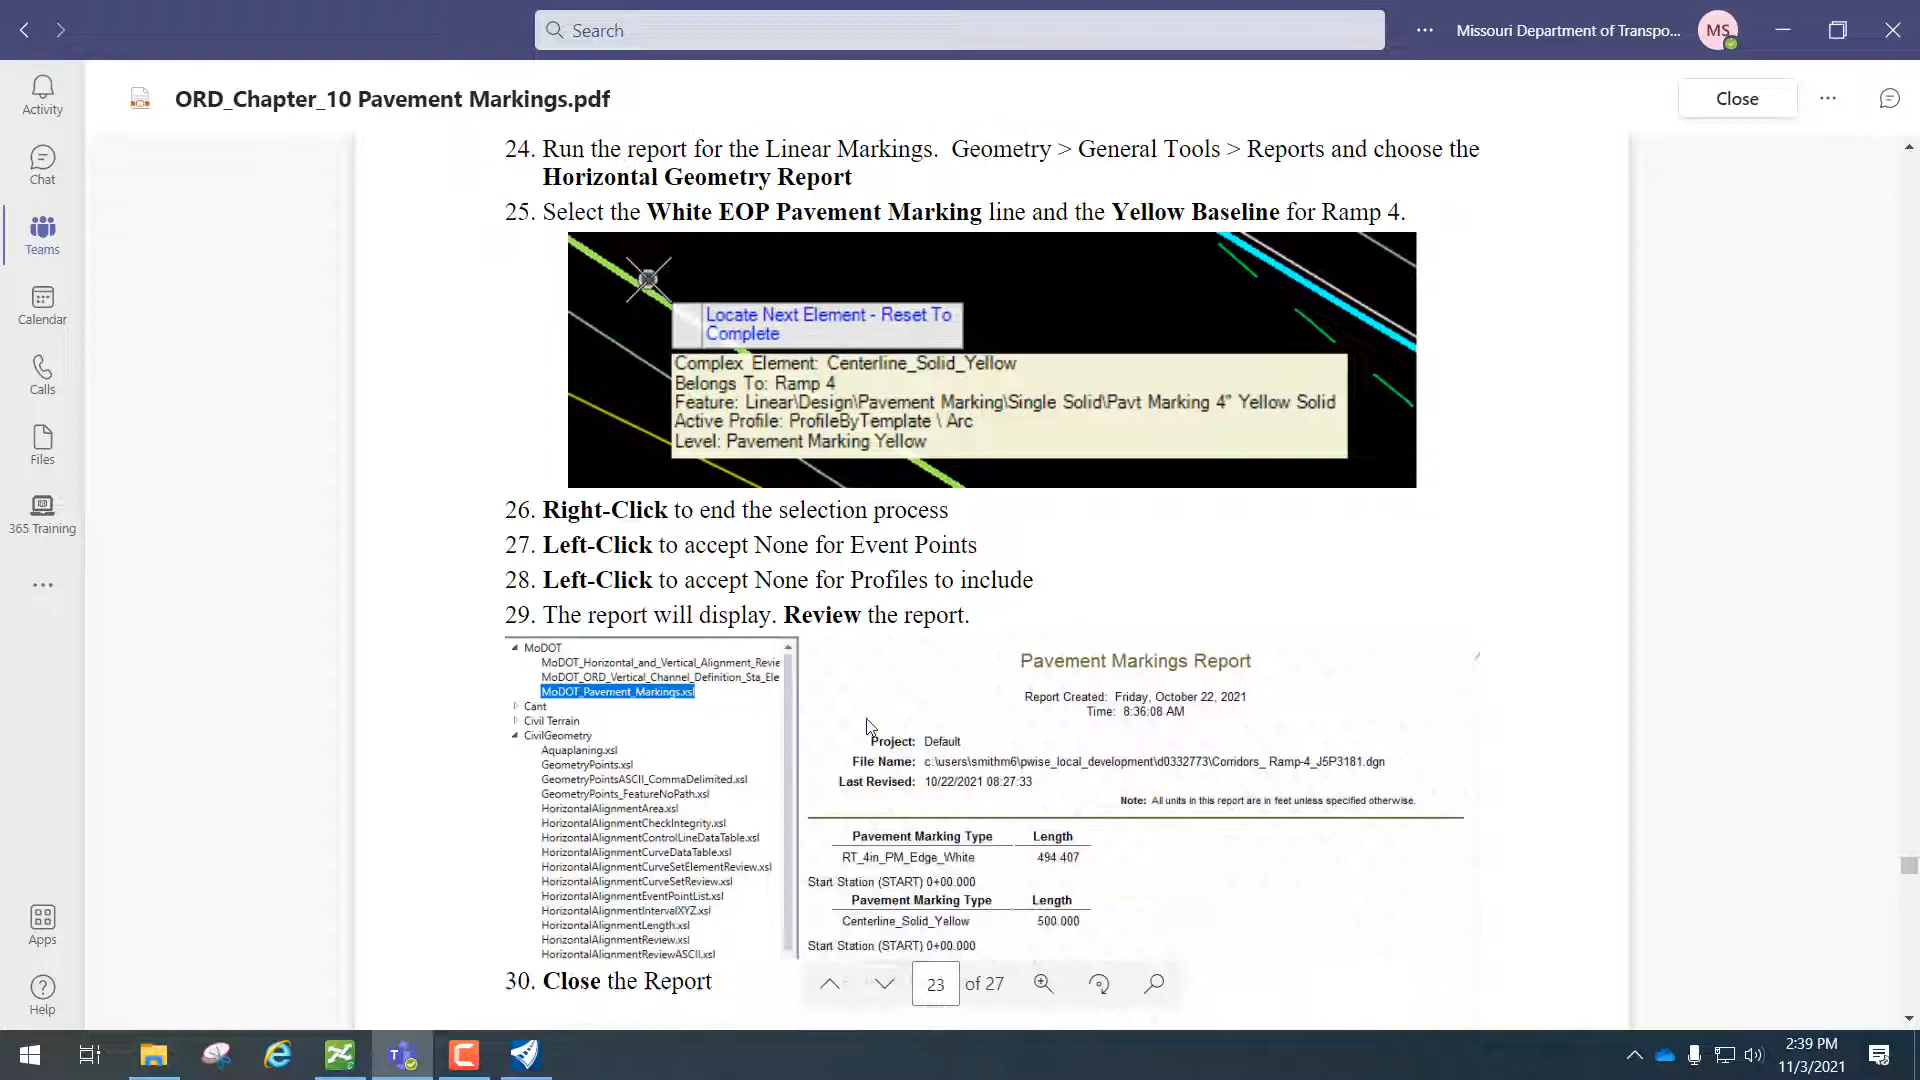 Search
Missouri Department of Transpo...
MS
Activity
Chat
Teams
Calendar
Calls
Files
365 Training
Apps
Help
ORD_Chapter_10 Pavement Markings.pdf
Close
24. Run the report for the Linear Markings. Geometry > General Tools > Reports and choose the
Horizontal Geometry Report
25. Select the White EOP Pavement Marking line and the Yellow Baseline for Ramp 4.
Locate Next Element - Reset To
Complete
Complex Element: Centerline_Solid_Yellow
Belongs To: Ramp 4
Feature: Linear\Design\Pavement Marking\Single Solid\Pavt Marking 4" Yellow Solid
Active Profile: ProfileByTemplate \ Arc
Level: Pavement Marking Yellow
26. Right-Click to end the selection process
27. Left-Click to accept None for Event Points
28. Left-Click to accept None for Profiles to include
29. The report will display. Review the report.
MoDOT
MoDOT_Horizontal_and_Vertical_Alignment_Revie
MoDOT_ORD_Vertical_Channel_Definition_Sta_Ele
MoDOT_Pavement_Markings.xsl
Cant
Civil Terrain
CivilGeometry
Aquaplaning.xsl
GeometryPoints.xsl
GeometryPointsASCII_CommaDelimited.xsl
GeometryPoints_FeatureNoPath.xsl
HorizontalAlignmentArea.xsl
HorizontalAlignmentCheckIntegrity.xsl
HorizontalAlignmentControlLineDataTable.xsl
HorizontalAlignmentCurveDataTable.xsl
HorizontalAlignmentCurveSetElementReview.xsl
HorizontalAlignmentCurveSetReview.xsl
HorizontalAlignmentEventPointList.xsl
HorizontalAlignmentIntervalXYZ.xsl
HorizontalAlignmentLength.xsl
HorizontalAlignmentReview.xsl
HorizontalAlignmentReviewASCII.xsl
Pavement Markings Report
Report Created: Friday, October 22, 2021
Time: 8:36:08 AM
Project: Default
File Name: c:\users\smithm6\pwise_local_development\d0332773\Corridors_ Ramp-4_J5P3181.dgn
Last Revised: 10/22/2021 08:27:33
Note: All units in this report are in feet unless specified otherwise.
Pavement Marking Type Length
RT_4in_PM_Edge_White 494.407
Start Station (START) 0+00.000
Pavement Marking Type Length
Centerline_Solid_Yellow 500.000
Start Station (START) 0+00.000
30. Close the Report
23 of 27
2:39 PM
11/3/2021